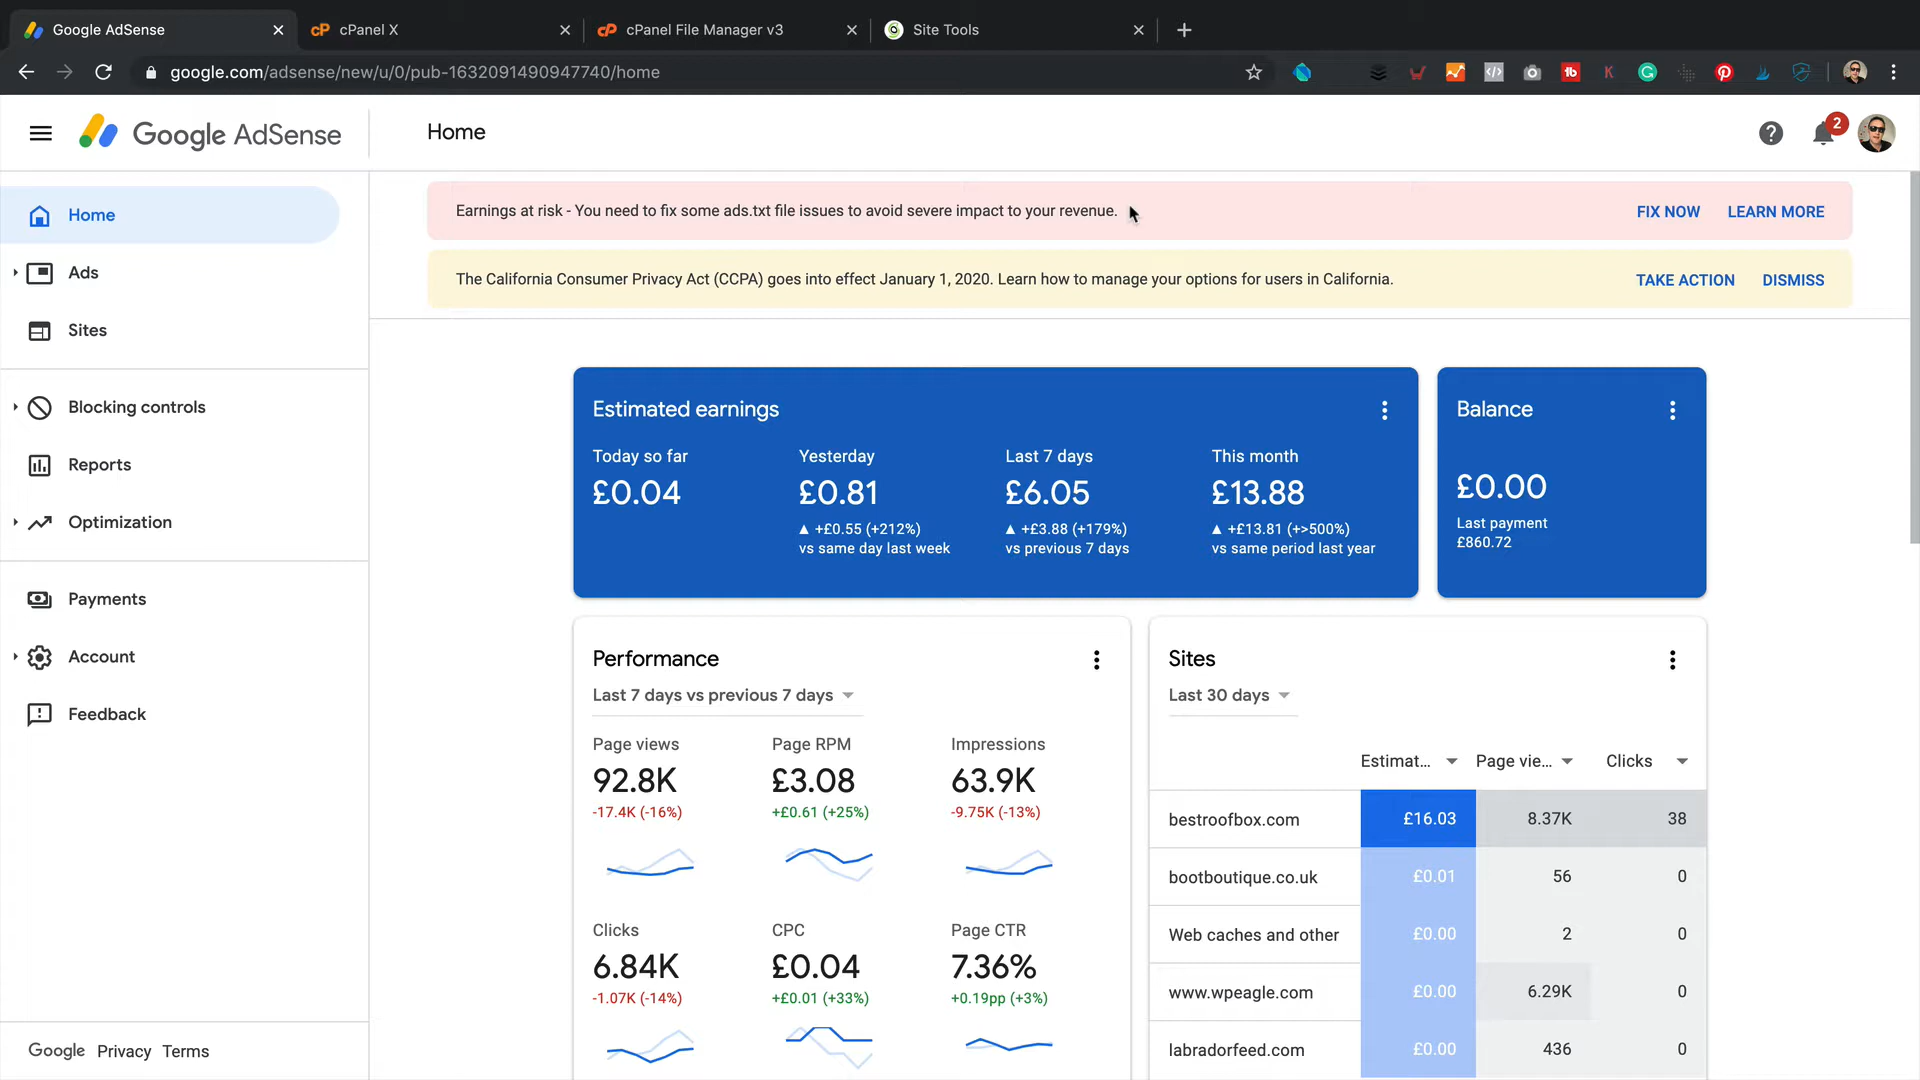 Google AdSense
cPanel X
cPanel File Manager v3
Site Tools
google.com/adsense/new/u/0/pub-1632091490947740/home
Google AdSense
Home
2
Home
Ads
Sites
Blocking controls
Reports
Optimization
Payments
Account
Feedback
Google Privacy Terms
Earnings at risk - You need to fix some ads.txt file issues to avoid severe impact to your revenue.
FIX NOW
LEARN MORE
The California Consumer Privacy Act (CCPA) goes into effect January 1, 2020. Learn how to manage your options for users in California.
TAKE ACTION
DISMISS
Estimated earnings
Today so far
£0.04
Yesterday
£0.81
+£0.55 (+212%)
vs same day last week
Last 7 days
£6.05
+£3.88 (+179%)
vs previous 7 days
This month
£13.88
+£13.81 (+>500%)
vs same period last year
Balance
£0.00
Last payment
£860.72
Performance
Last 7 days vs previous 7 days
Page views
92.8K
-17.4K (-16%)
Page RPM
£3.08
+£0.61 (+25%)
Impressions
63.9K
-9.75K (-13%)
Clicks
6.84K
-1.07K (-14%)
CPC
£0.04
+£0.01 (+33%)
Page CTR
7.36%
+0.19pp (+3%)
Sites
Last 30 days
Estimat... Page vie... Clicks
bestroofbox.com £16.03 8.37K 38
bootboutique.co.uk £0.01 56 0
Web caches and other £0.00 2 0
www.wpeagle.com £0.00 6.29K 0
labradorfeed.com £0.00 436 0